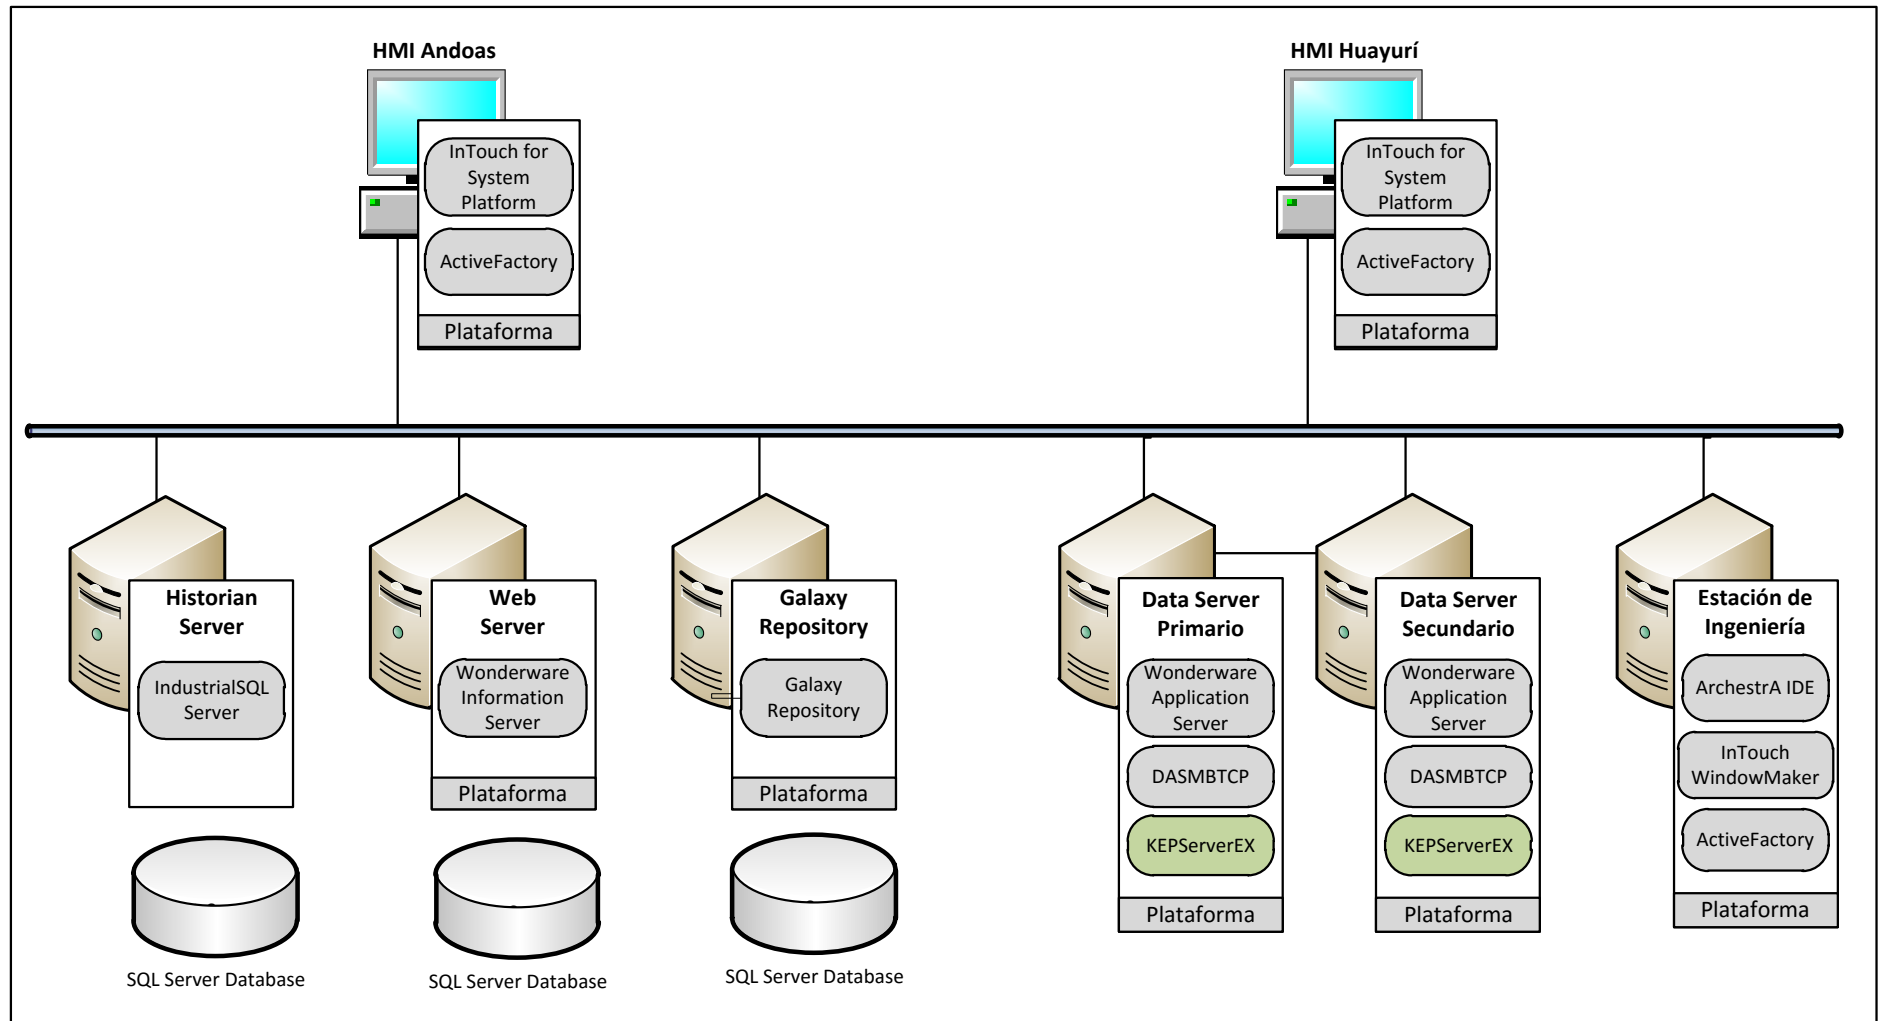 HMI Andoas
InTouch for
System
Platform
ActiveFactory
Plataforma
HMI Huayurí
InTouch for
System
Platform
ActiveFactory
Plataforma
Historian
Server
IndustrialSQL
Server
SQL Server Database
Web
Server
Wonderware
Information
Server
Plataforma
SQL Server Database
Galaxy
Repository
Galaxy
Repository
Plataforma
SQL Server Database
Data Server
Primario
Wonderware
Application
Server
DASMBTCP
KEPServerEX
Plataforma
Data Server
Secundario
Wonderware
Application
Server
DASMBTCP
KEPServerEX
Plataforma
Estación de
Ingeniería
ArchestrA IDE
InTouch
WindowMaker
ActiveFactory
Plataforma